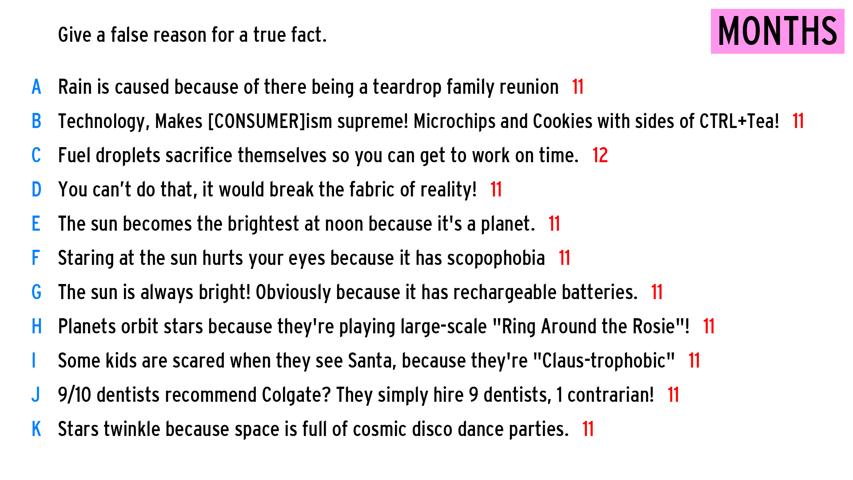 Give a false reason for a true fact.
MONTHS
A Rain is caused because of there being a teardrop family reunion 11
B Technology, Makes [CONSUMER]ism supreme! Microchips and Cookies with sides of CTRL+Tea! 11
C Fuel droplets sacrifice themselves so you can get to work on time. 12
D You can't do that, it would break the fabric of reality! 11
E The sun becomes the brightest at noon because it's a planet. 11
F Staring at the sun hurts your eyes because it has scopophobia 11
G The sun is always bright! Obviously because it has rechargeable batteries. 11
H Planets orbit stars because they're playing large-scale "Ring Around the Rosie"! 11
I Some kids are scared when they see Santa, because they're "Claus-trophobic" 11
J 9/10 dentists recommend Colgate? They simply hire 9 dentists, 1 contrarian! 11
K Stars twinkle because space is full of cosmic disco dance parties. 11